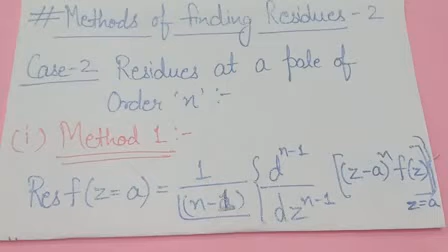 # Methods of finding Residues - 2
Case-2 Residues at a pole of
Order 'n' :-
(i) Method 1 :-
Res f(z=a) = 1/(n-1) { d^(n-1)/dz^(n-1) [(z-a)^n f(z)] }_(z=a)